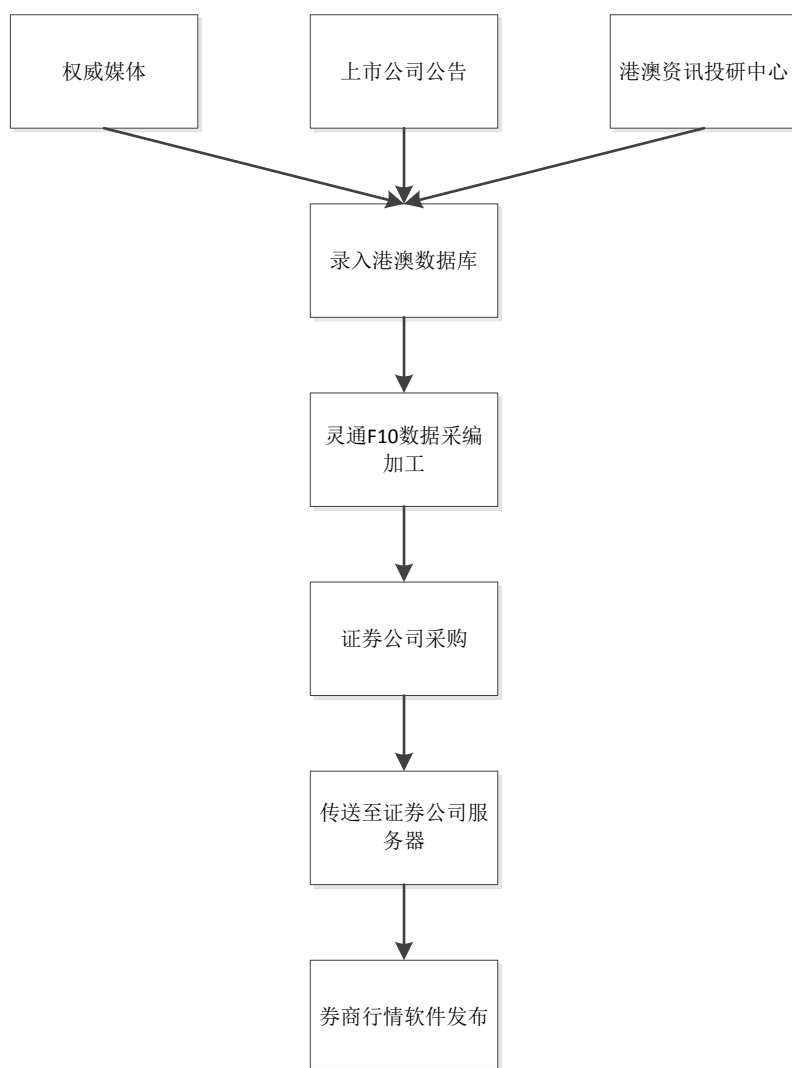 权威媒体
上市公司公告
港澳资讯投研中心
录入港澳数据库
灵通F10数据采编
加工
证券公司采购
传送至证券公司服
务器
券商行情软件发布